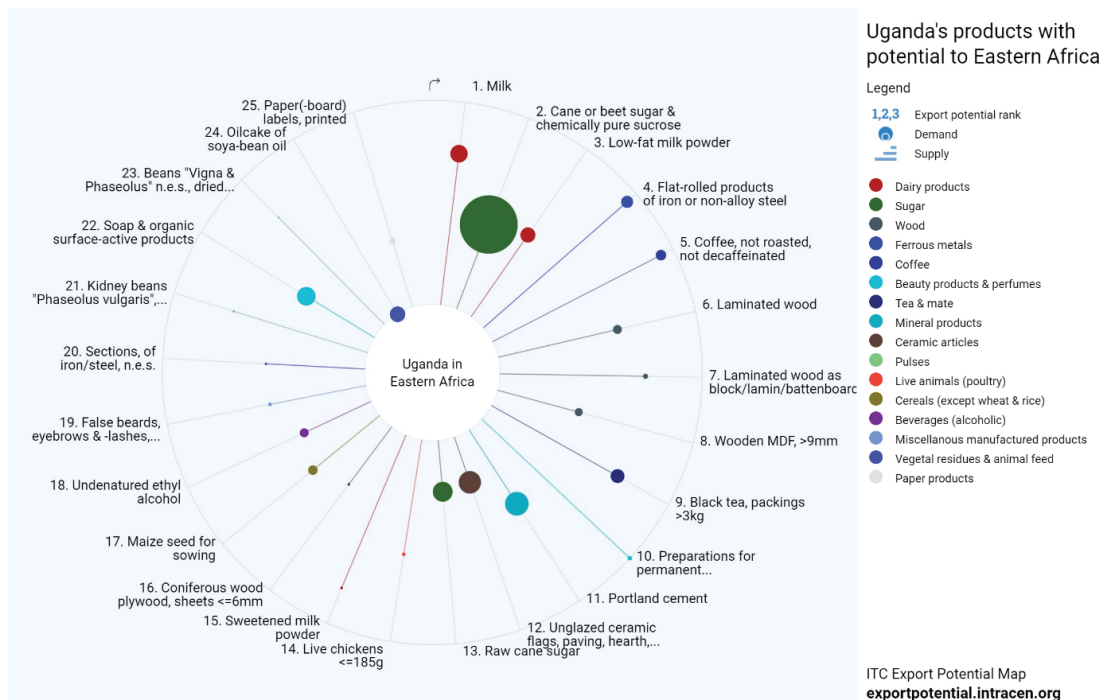 Uganda's products with
potential to Eastern Africa
Legend
1,2,3 Export potential rank
Demand
Supply
Dairy products
Sugar
Wood
Ferrous metals
Coffee
Beauty products & perfumes
Tea & mate
Mineral products
Ceramic articles
Pulses
Live animals (poultry)
Cereals (except wheat & rice)
Beverages (alcoholic)
Miscellanous manufactured products
Vegetal residues & animal feed
Paper products
ITC Export Potential Map
exportpotential.intracen.org
Uganda in
Eastern Africa
1. Milk
2. Cane or beet sugar &
chemically pure sucrose
3. Low-fat milk powder
4. Flat-rolled products
of iron or non-alloy steel
5. Coffee, not roasted,
not decaffeinated
6. Laminated wood
7. Laminated wood as
block/lamin/battenboard
8. Wooden MDF, >9mm
9. Black tea, packings
>3kg
10. Preparations for
permanent...
11. Portland cement
12. Unglazed ceramic
flags, paving, hearth,...
13. Raw cane sugar
14. Live chickens
<=185g
15. Sweetened milk
powder
16. Coniferous wood
plywood, sheets <=6mm
17. Maize seed for
sowing
18. Undenatured ethyl
alcohol
19. False beards,
eyebrows & -lashes,...
20. Sections, of
iron/steel, n.e.s.
21. Kidney beans
"Phaseolus vulgaris",...
22. Soap & organic
surface-active products
23. Beans "Vigna &
Phaseolus" n.e.s., dried...
24. Oilcake of
soya-bean oil
25. Paper(-board)
labels, printed